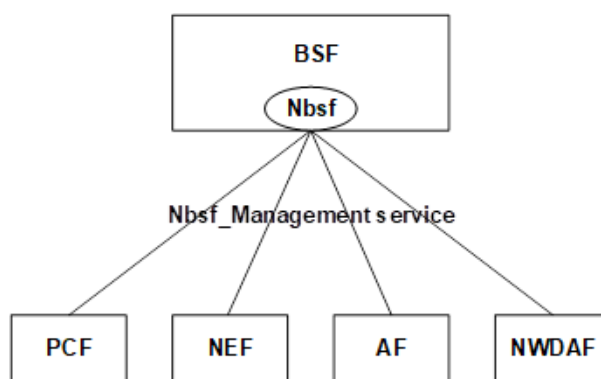 BSF
Nbsf
Nbsf_Management service
PCF
NEF
AF
NWDAF